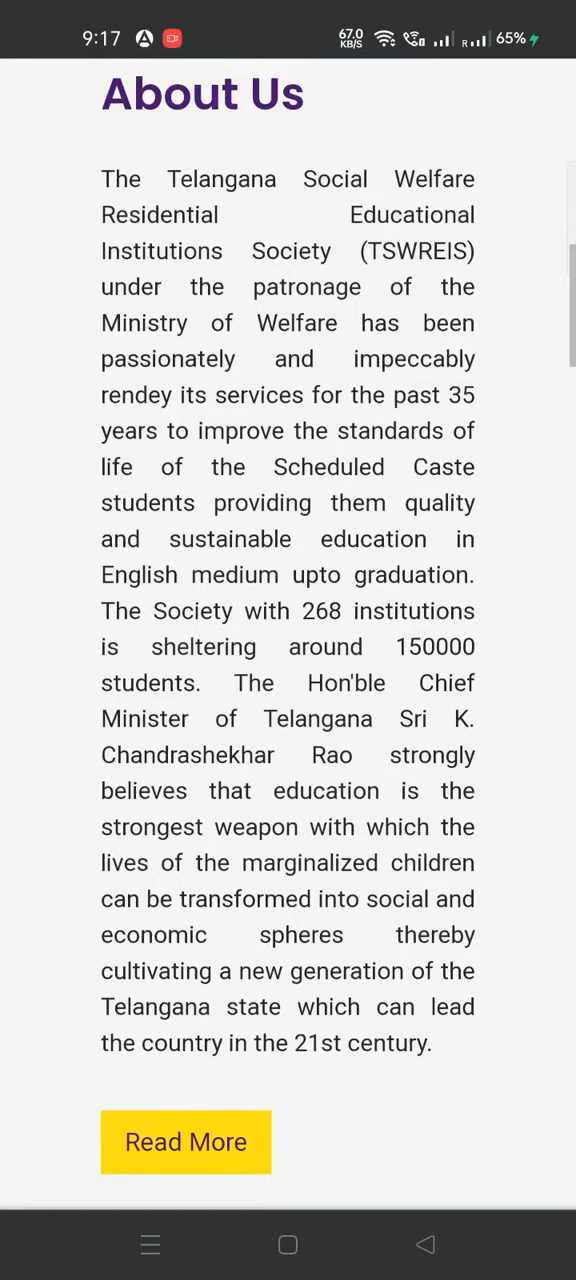 9:17
67.0
KB/S
R
65%
About Us
The Telangana Social Welfare
Residential Educational
Institutions Society (TSWREIS)
under the patronage of the
Ministry of Welfare has been
passionately and impeccably
rendey its services for the past 35
years to improve the standards of
life of the Scheduled Caste
students providing them quality
and sustainable education in
English medium upto graduation.
The Society with 268 institutions
is sheltering around 150000
students. The Hon'ble Chief
Minister of Telangana Sri K.
Chandrashekhar Rao strongly
believes that education is the
strongest weapon with which the
lives of the marginalized children
can be transformed into social and
economic spheres thereby
cultivating a new generation of the
Telangana state which can lead
the country in the 21st century.
Read More